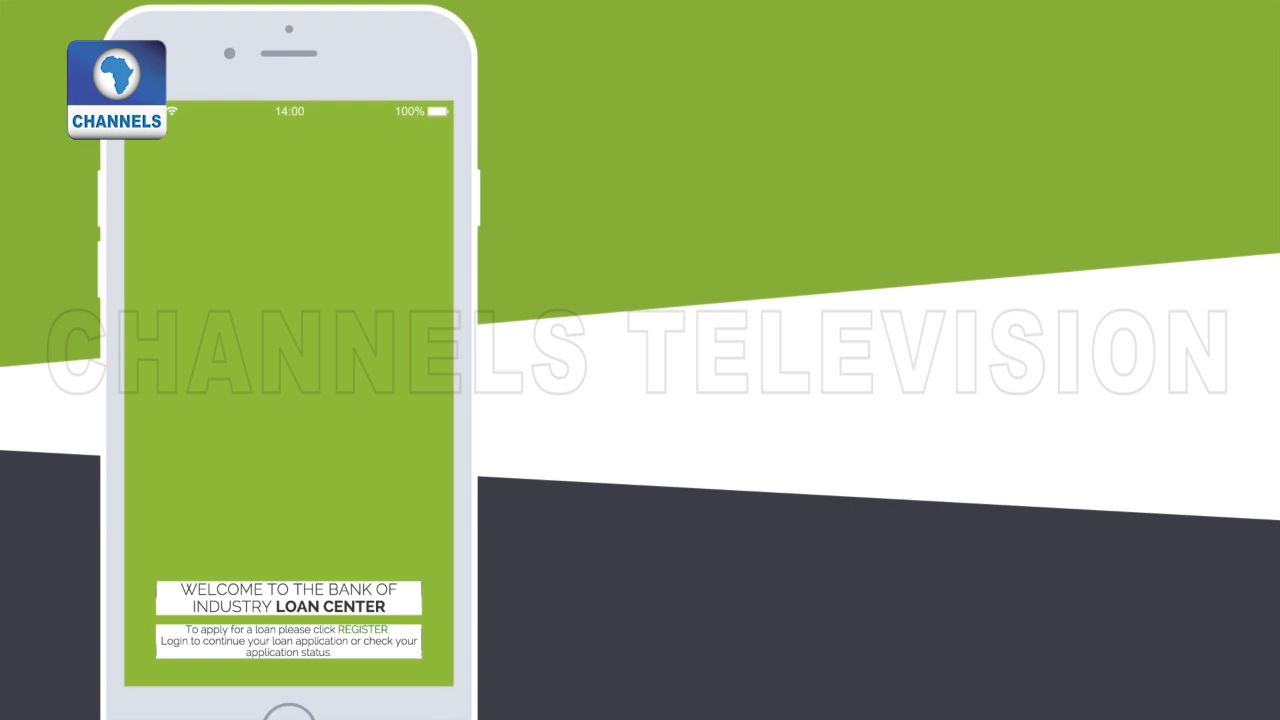 CHANNELS
14:00
100%
CHANNELS TELEVISION
WELCOME TO THE BANK OF
INDUSTRY LOAN CENTER
To apply for a loan please click REGISTER.
Login to continue your loan application or check your
application status.